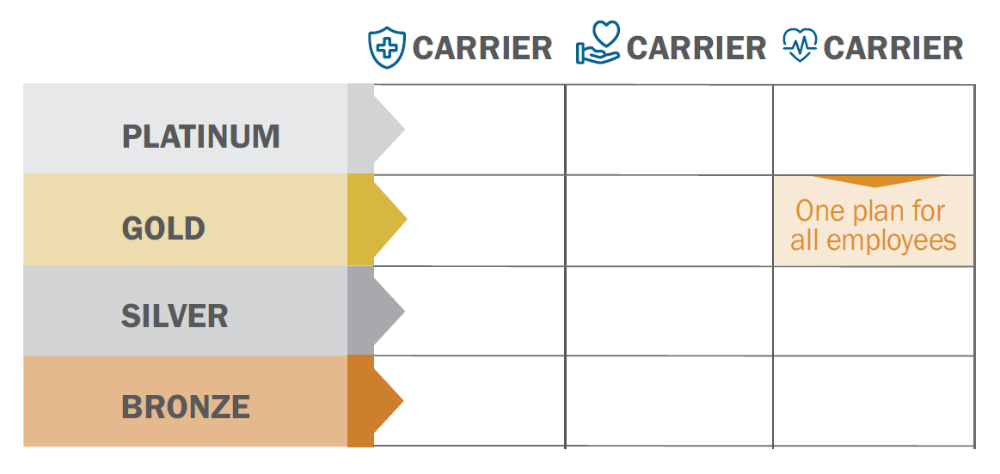 CARRIER CARRIER CARRIER
PLATINUM
GOLD
One plan for
all employees
SILVER
BRONZE